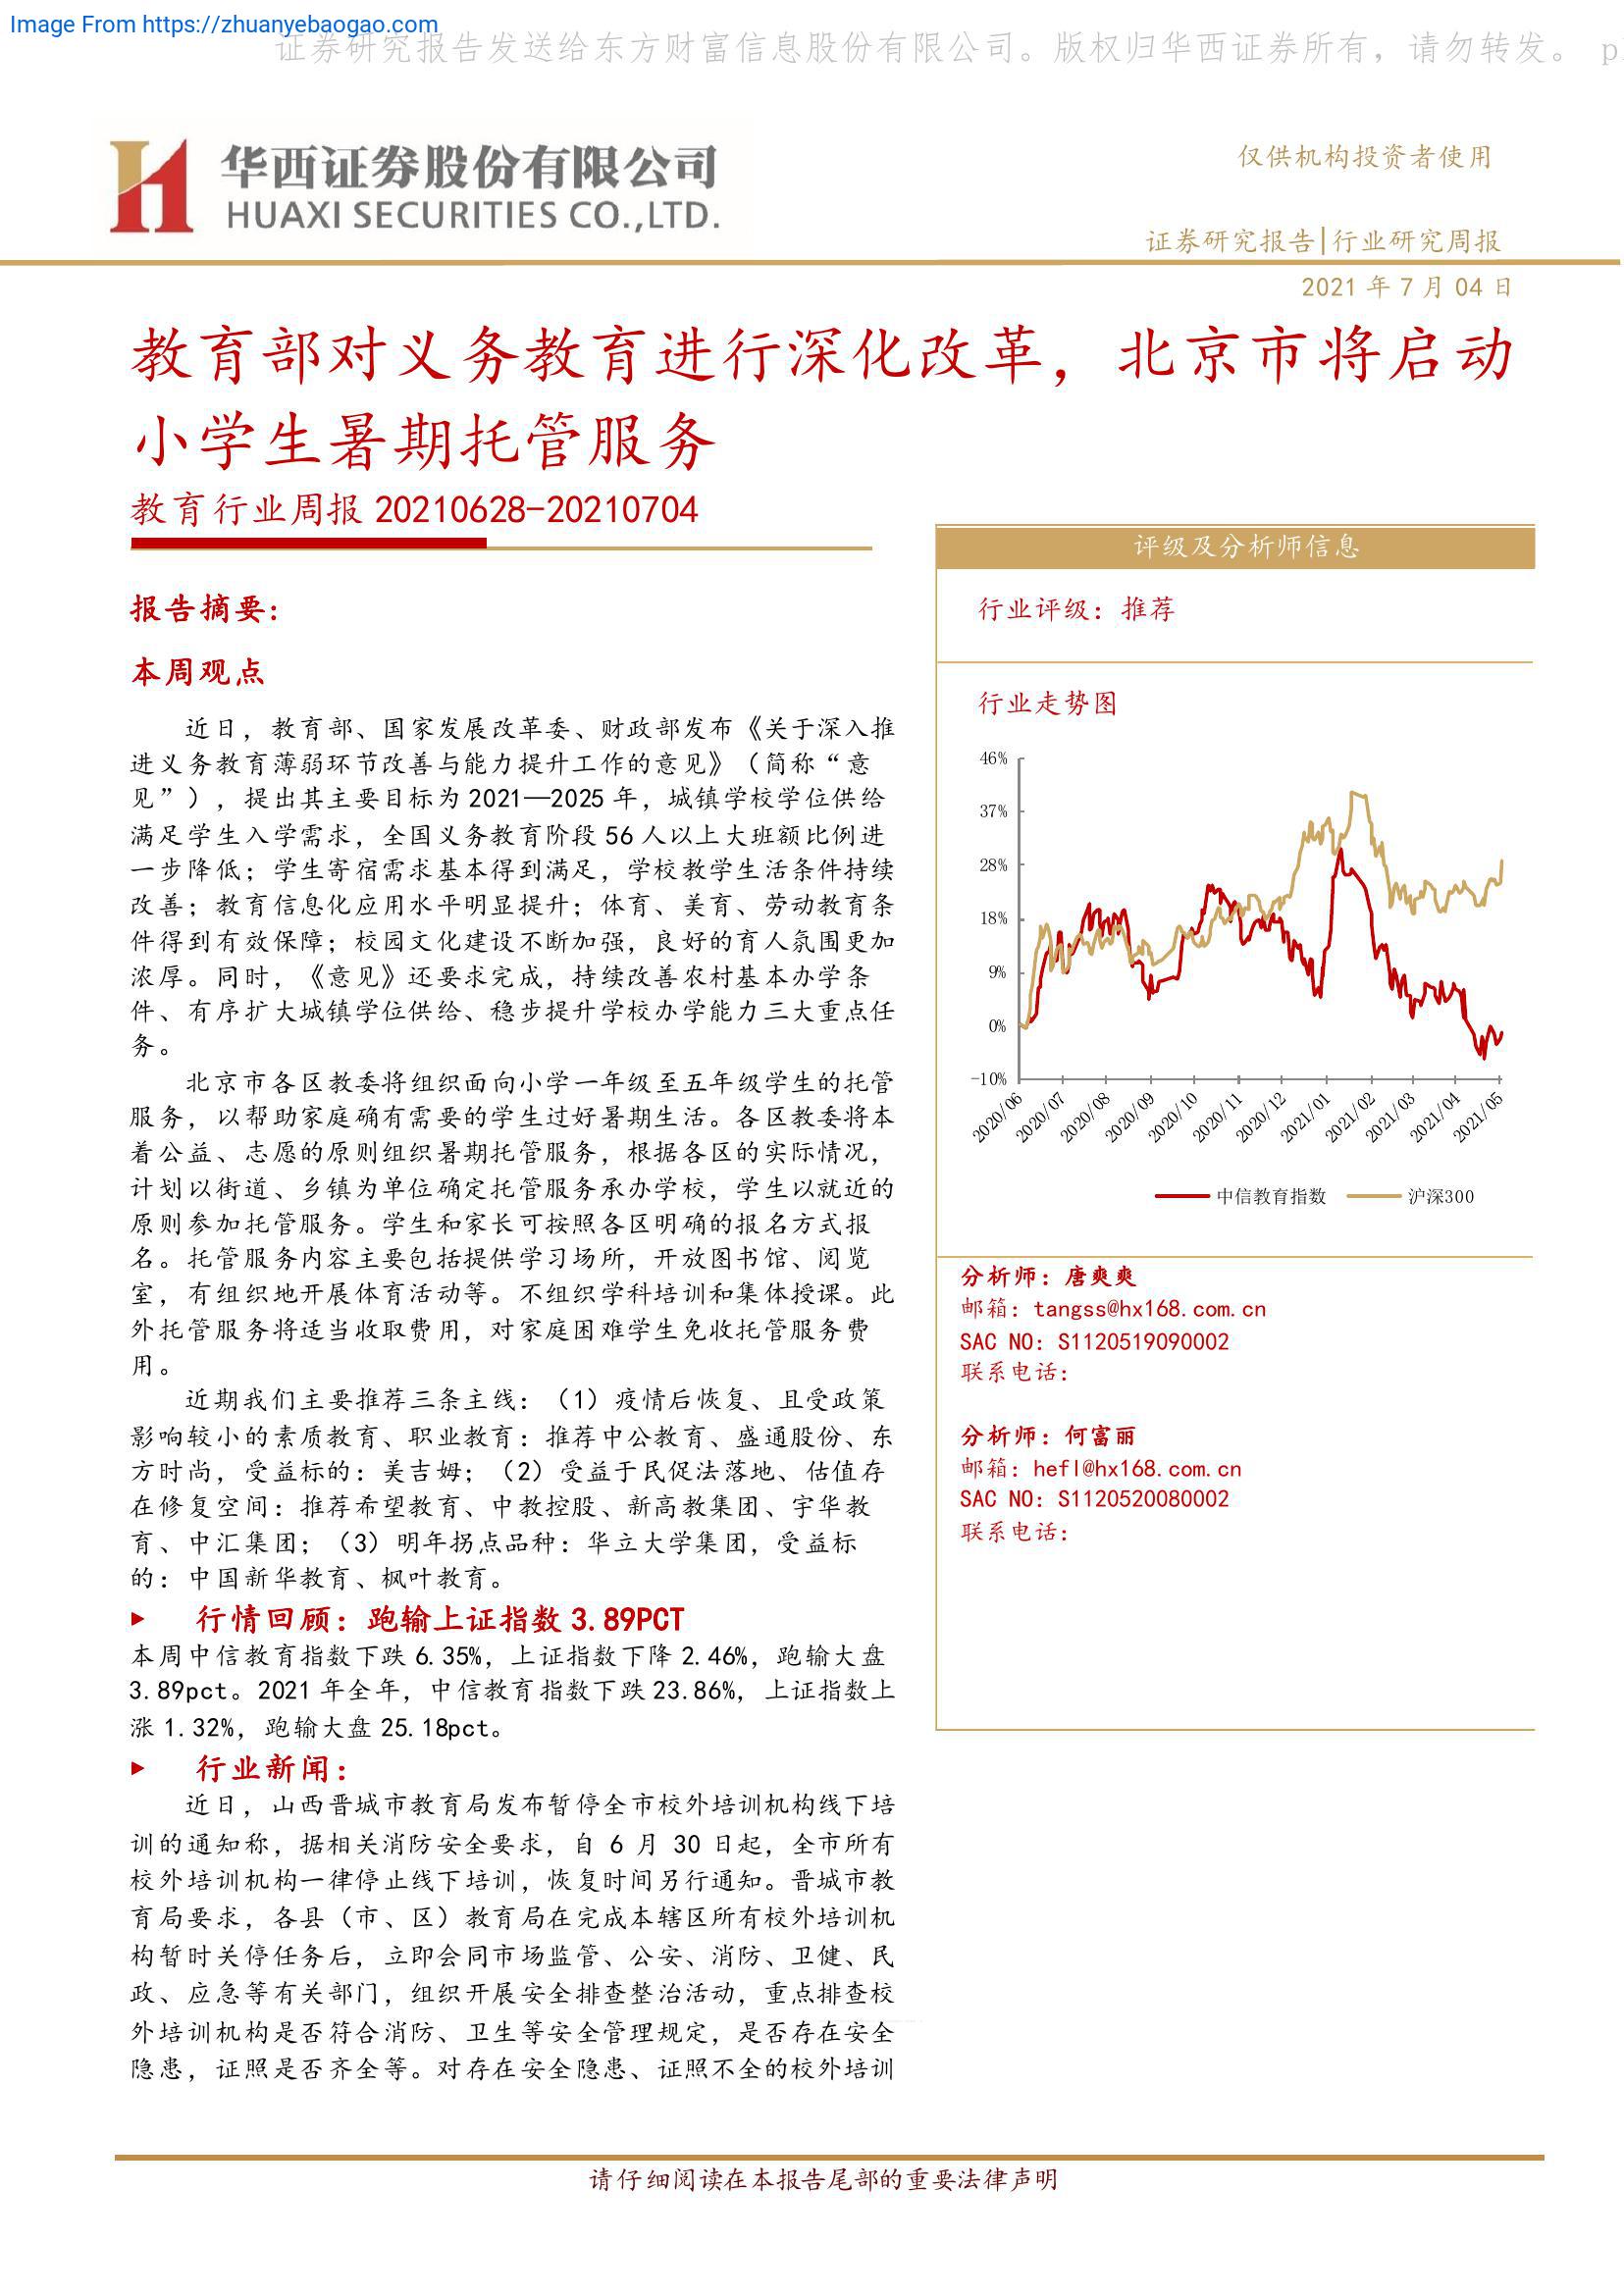 Image From https://zhuanyebaogao.com
证券研究报告发送给东方财富信息股份有限公司。版权归华西证券所有，请勿转发。 p
华西证券股份有限公司
HUAXI SECURITIES CO.,LTD.
仅供机构投资者使用
证券研究报告|行业研究周报
2021 年 7 月 04 日
教育部对义务教育进行深化改革，北京市将启动
小学生暑期托管服务
教育行业周报 20210628-20210704
报告摘要:
本周观点
近日，教育部、国家发展改革委、财政部发布《关于深入推
进义务教育薄弱环节改善与能力提升工作的意见》（简称“意
见”），提出其主要目标为 2021—2025 年，城镇学校学位供给
满足学生入学需求，全国义务教育阶段 56 人以上大班额比例进
一步降低；学生寄宿需求基本得到满足，学校教学生活条件持续
改善；教育信息化应用水平明显提升；体育、美育、劳动教育条
件得到有效保障；校园文化建设不断加强，良好的育人氛围更加
浓厚。同时，《意见》还要求完成，持续改善农村基本办学条
件、有序扩大城镇学位供给、稳步提升学校办学能力三大重点任
务。
北京市各区教委将组织面向小学一年级至五年级学生的托管
服务，以帮助家庭确有需要的学生过好暑期生活。各区教委将本
着公益、志愿的原则组织暑期托管服务，根据各区的实际情况，
计划以街道、乡镇为单位确定托管服务承办学校，学生以就近的
原则参加托管服务。学生和家长可按照各区明确的报名方式报
名。托管服务内容主要包括提供学习场所，开放图书馆、阅览
室，有组织地开展体育活动等。不组织学科培训和集体授课。此
外托管服务将适当收取费用，对家庭困难学生免收托管服务费
用。
近期我们主要推荐三条主线：（1）疫情后恢复、且受政策
影响较小的素质教育、职业教育：推荐中公教育、盛通股份、东
方时尚，受益标的：美吉姆；（2）受益于民促法落地、估值存
在修复空间：推荐希望教育、中教控股、新高教集团、宇华教
育、中汇集团；（3）明年拐点品种：华立大学集团，受益标
的：中国新华教育、枫叶教育。
行情回顾：跑输上证指数 3.89PCT
本周中信教育指数下跌 6.35%，上证指数下降 2.46%，跑输大盘
3.89pct。2021 年全年，中信教育指数下跌 23.86%，上证指数上
涨 1.32%，跑输大盘 25.18pct。
行业新闻：
近日，山西晋城市教育局发布暂停全市校外培训机构线下培
训的通知称，据相关消防安全要求，自 6 月 30 日起，全市所有
校外培训机构一律停止线下培训，恢复时间另行通知。晋城市教
育局要求，各县（市、区）教育局在完成本辖区所有校外培训机
构暂时关停任务后，立即会同市场监管、公安、消防、卫健、民
政、应急等有关部门，组织开展安全排查整治活动，重点排查校
外培训机构是否符合消防、卫生等安全管理规定，是否存在安全
隐患，证照是否齐全等。对存在安全隐患、证照不全的校外培训
评级及分析师信息
行业评级：推荐
行业走势图
46%
37%
28%
18%
9%
0%
-10%
2020/06
2020/07
2020/08
2020/09
2020/10
2020/11
2020/12
2021/01
2021/02
2021/03
2021/04
2021/05
中信教育指数
沪深300
分析师：唐爽爽
邮箱：tangss@hx168.com.cn
SAC NO：S1120519090002
联系电话：
分析师：何富丽
邮箱：hefl@hx168.com.cn
SAC NO：S1120520080002
联系电话：
请仔细阅读在本报告尾部的重要法律声明